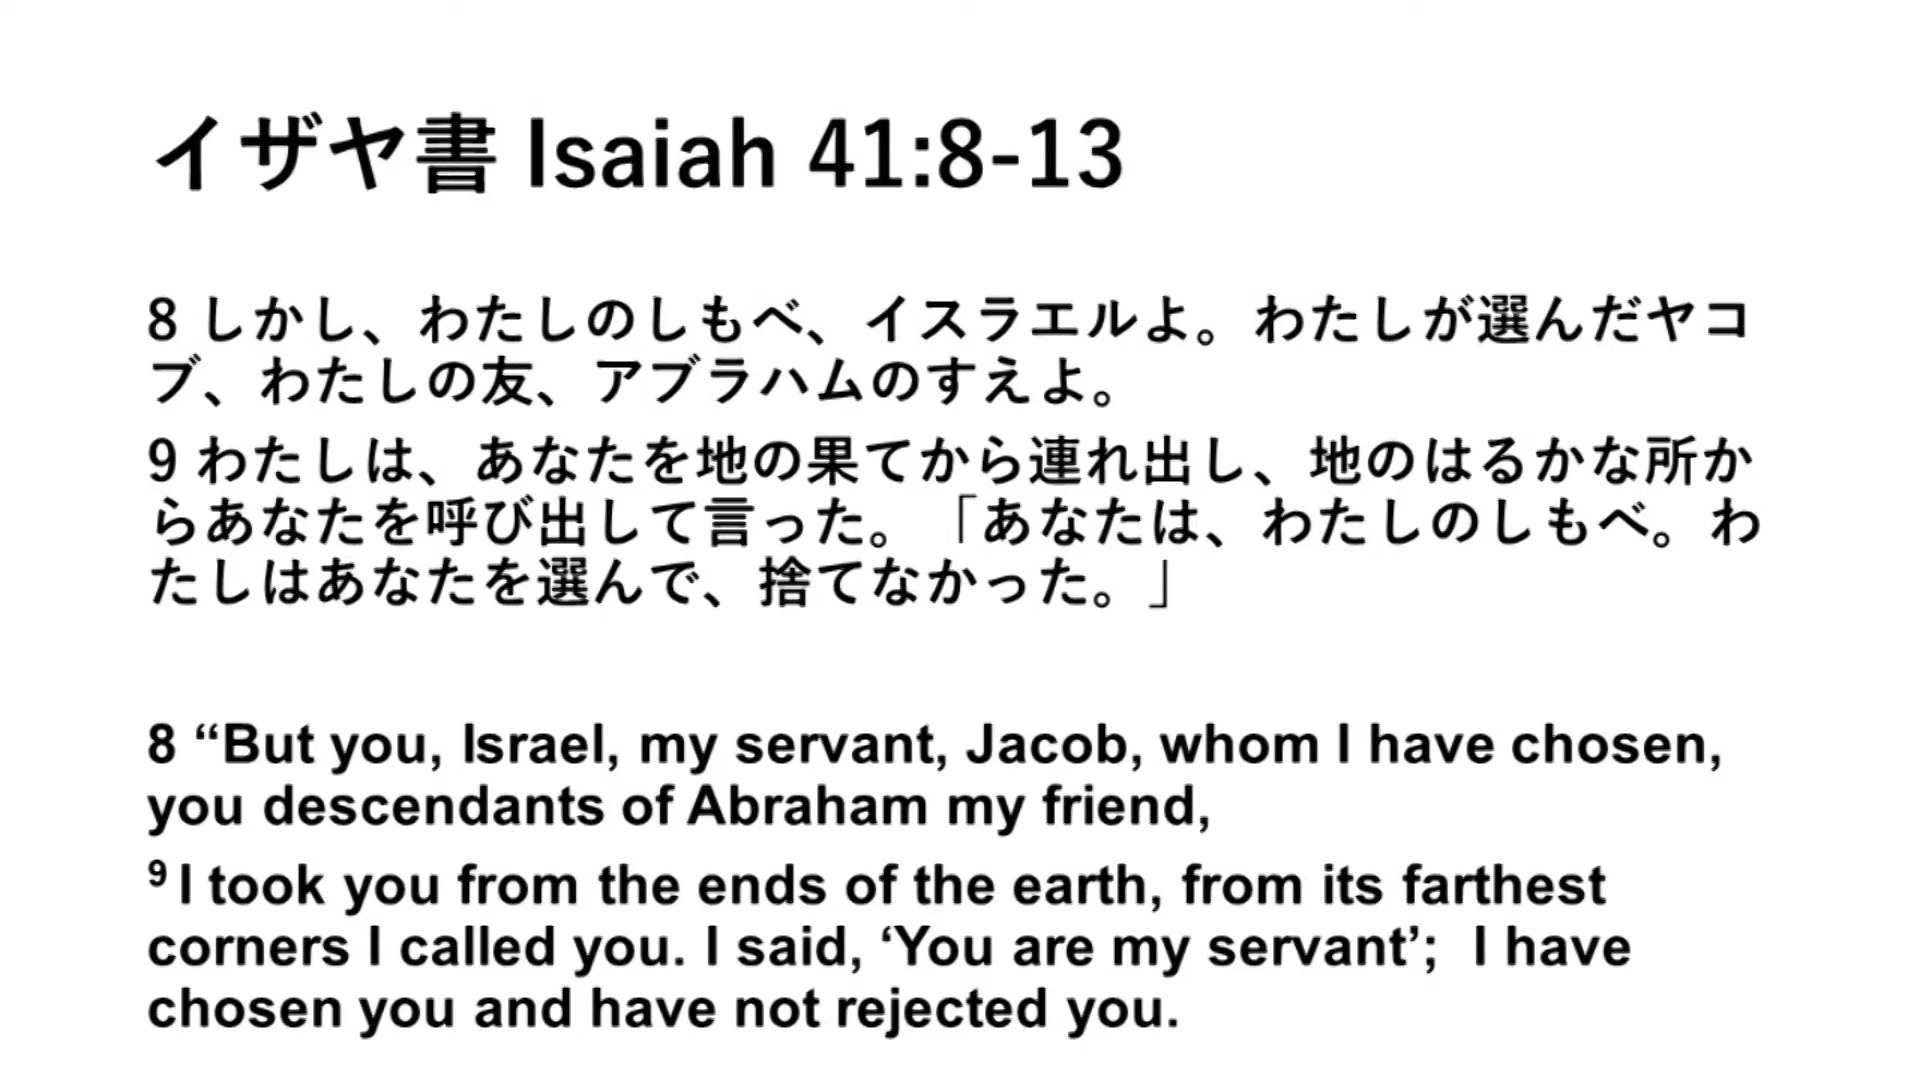 イザヤ書 Isaiah 41:8-13
8 しかし、わたしのしもべ、イスラエルよ。わたしが選んだヤコ
ブ、わたしの友、アブラハムのすえよ。
9 わたしは、あなたを地の果てから連れ出し、地のはるかな所か
らあなたを呼び出して言った。「あなたは、わたしのしもべ。わ
たしはあなたを選んで、捨てなかった。」
8 “But you, Israel, my servant, Jacob, whom I have chosen,
you descendants of Abraham my friend,
9 I took you from the ends of the earth, from its farthest
corners I called you. I said, ‘You are my servant’;  I have
chosen you and have not rejected you.